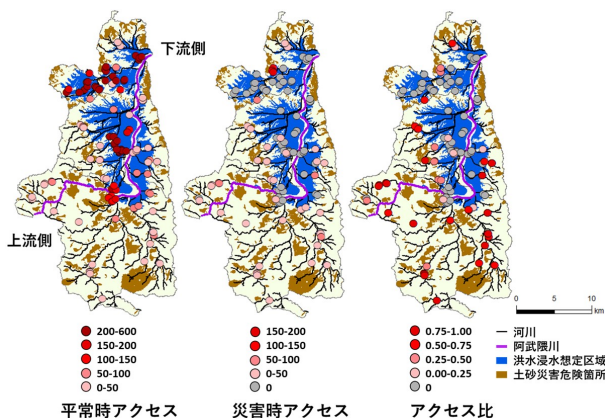 下流側
上流側
200-600
150-200
100-150
50-100
0-50
平常時アクセス
150-200
100-150
50-100
0-50
0
災害時アクセス
0.75-1.00
0.50-0.75
0.25-0.50
0.00-0.25
0
アクセス比
0 5 10
km
河川
阿武隈川
洪水浸水想定区域
土砂災害危険箇所